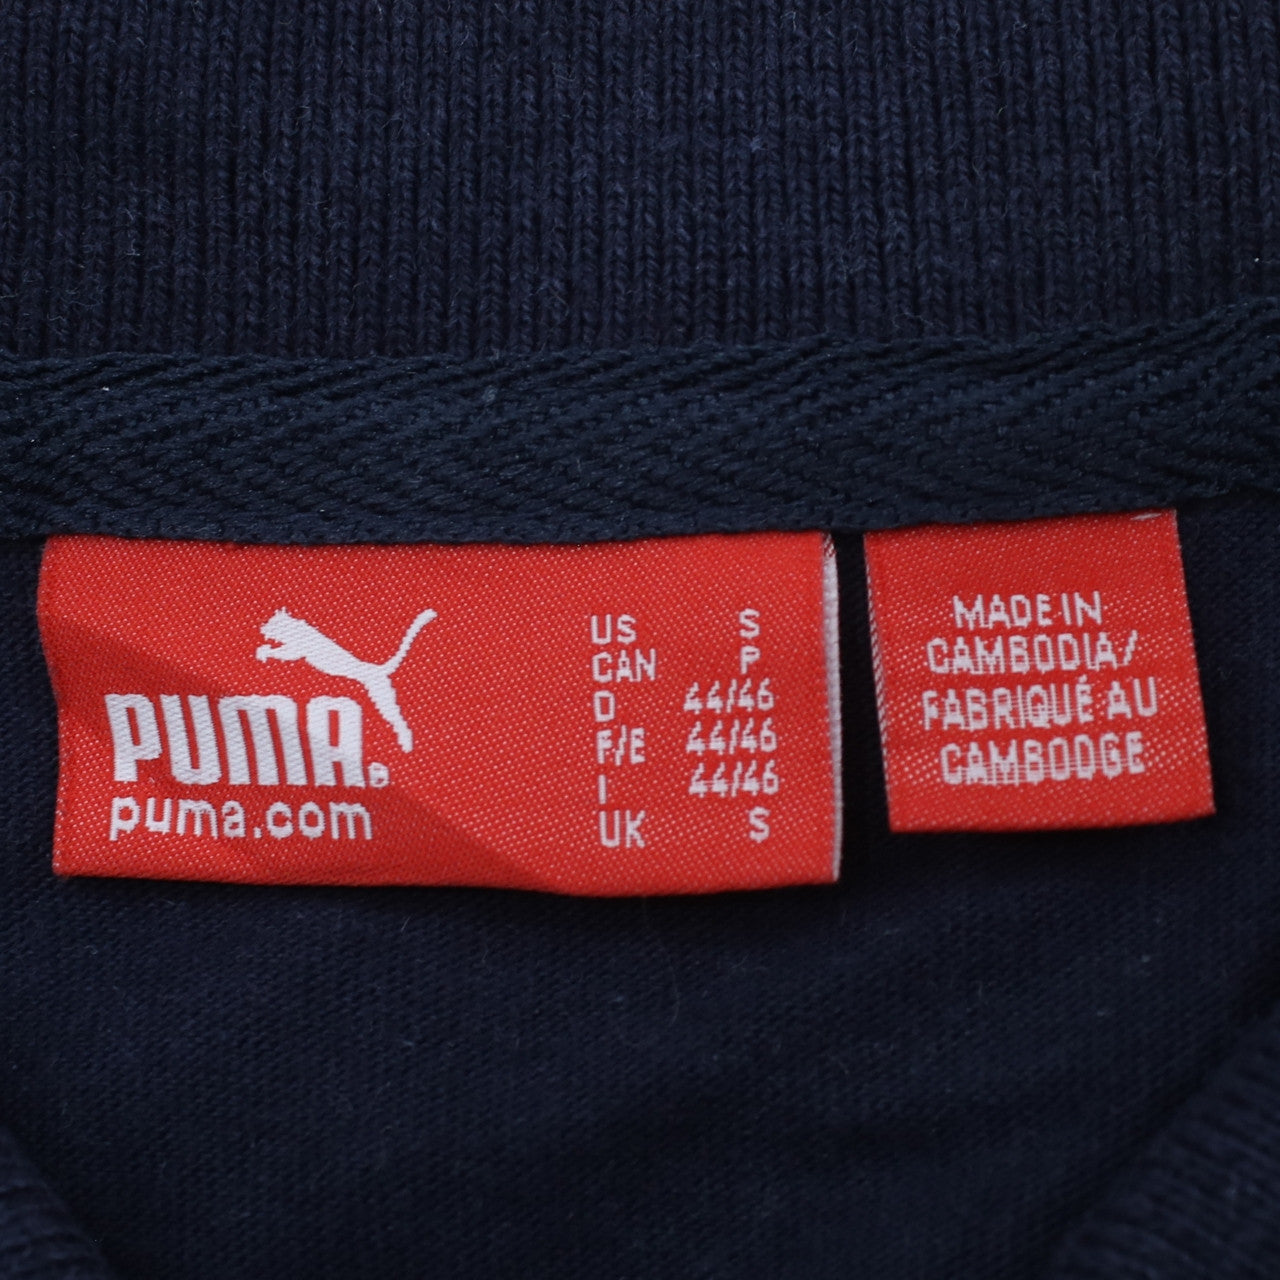 PUMA®
puma.com
US S
CAN P
D 44/46
F/E 44/46
I 44/46
UK S
MADE IN
CAMBODIA/
FABRIQUÉ AU
CAMBODGE